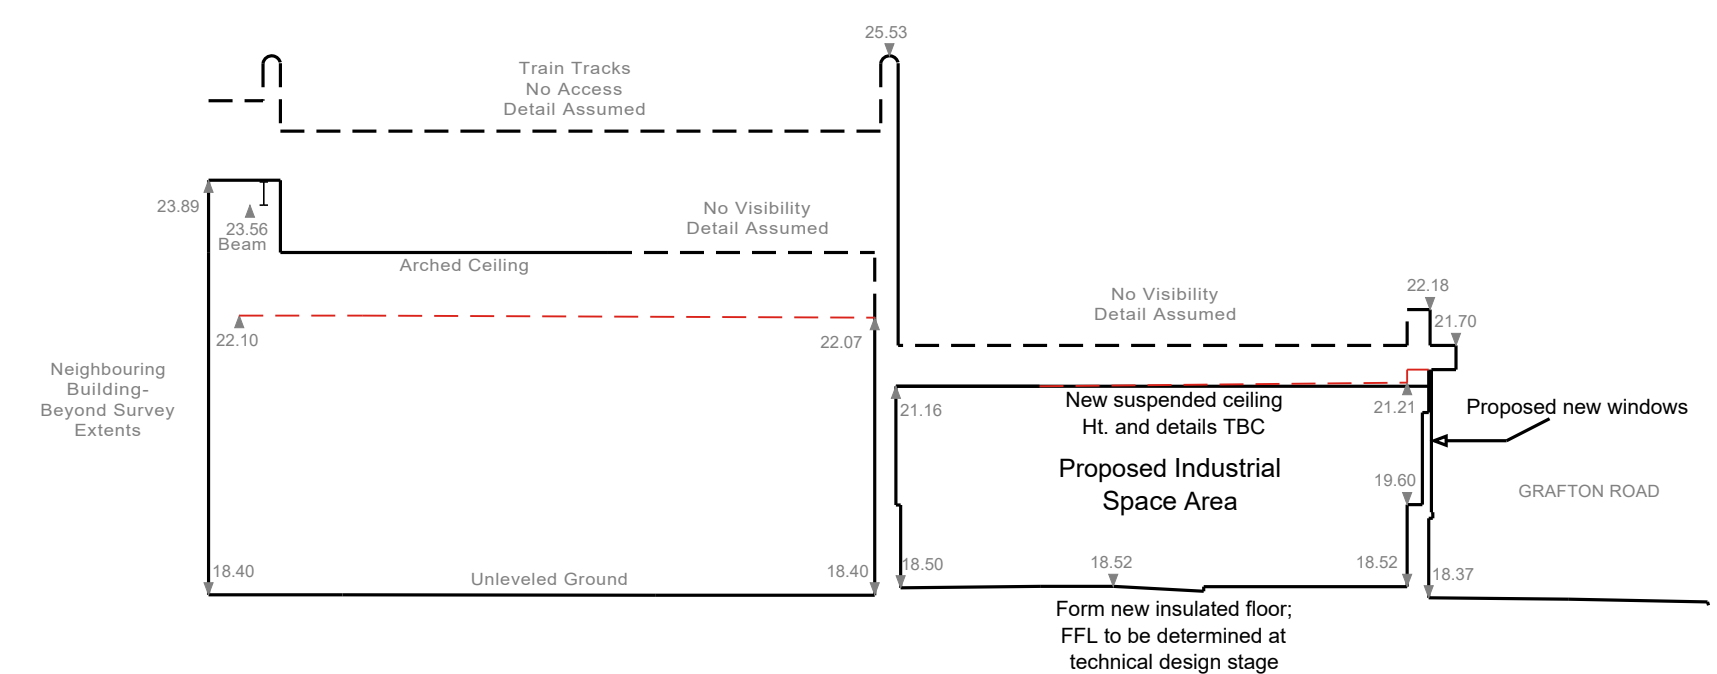 25.53
Train Tracks
No Access
Detail Assumed
23.89
23.56
Beam
No Visibility
Detail Assumed
Arched Ceiling
22.10
22.07
Neighbouring
Building-
Beyond Survey
Extents
18.40
Unleveled Ground
18.40
No Visibility
Detail Assumed
22.18
21.70
21.16
New suspended ceiling
Ht. and details TBC
21.21
Proposed new windows
Proposed Industrial
Space Area
19.60
GRAFTON ROAD
18.50
18.52
18.52
18.37
Form new insulated floor;
FFL to be determined at
technical design stage